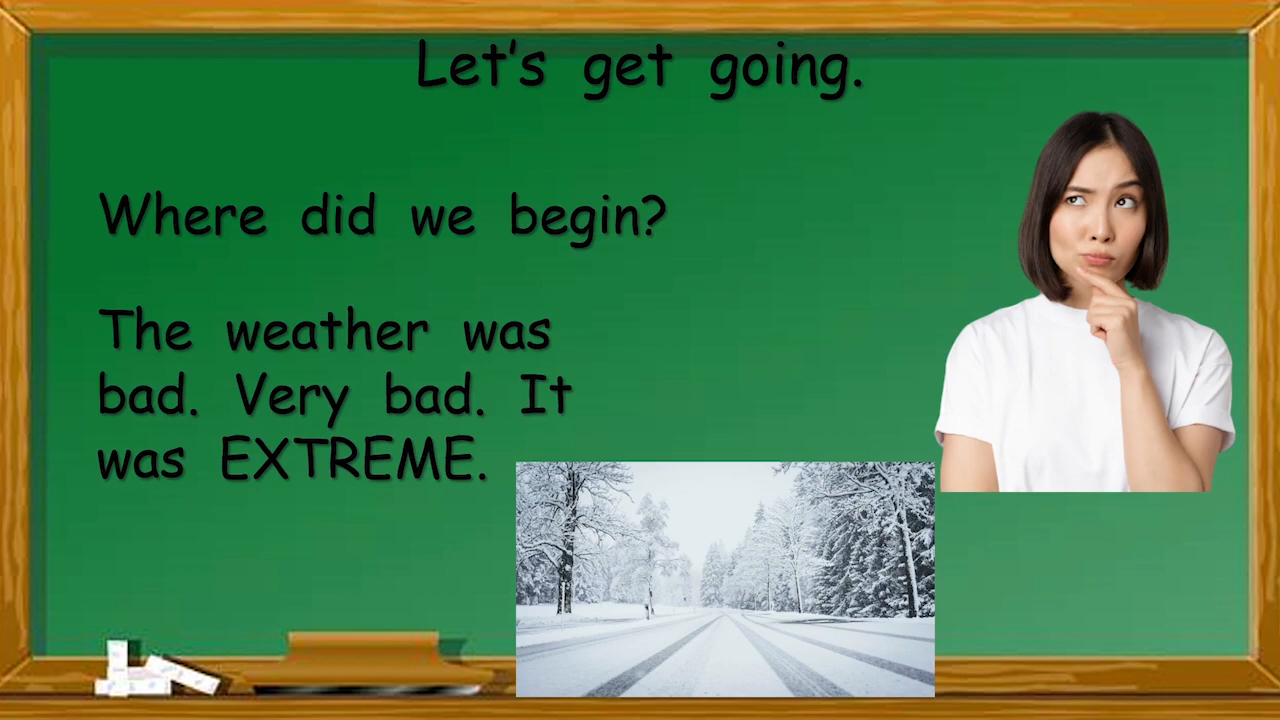 Let’s get going.
Where did we begin?
The weather was
bad. Very bad. It
was EXTREME.